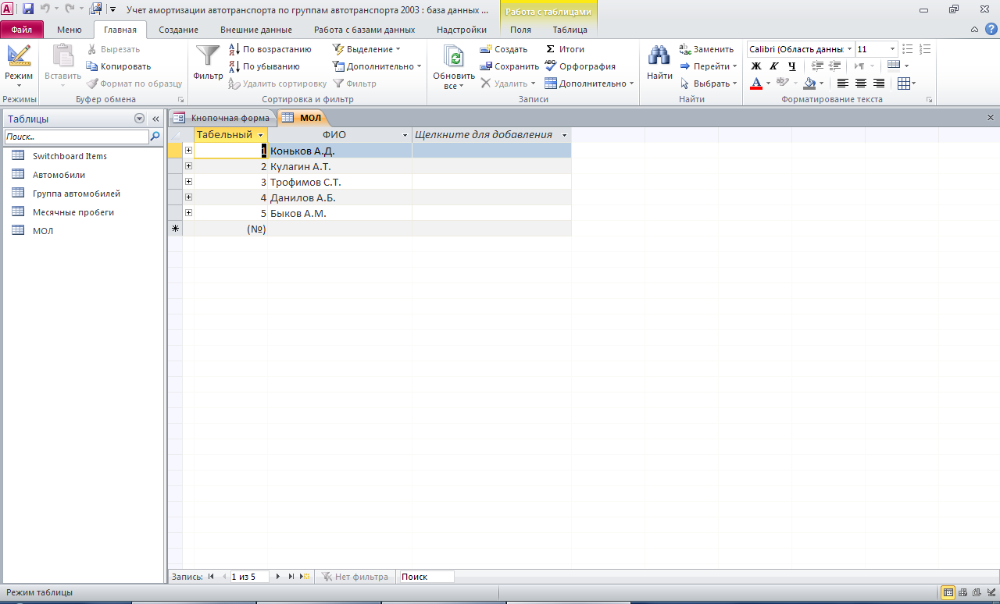 Учет амортизации автотранспорта по группам автотранспорта 2003 : база данных ...
Работа с таблицами
Файл Меню Главная Создание Внешние данные Работа с базами данных Надстройки Поля Таблица
Режим
Режимы
Вставить
Вырезать
Копировать
Формат по образцу
Буфер обмена
Фильтр
По возрастанию
По убыванию
Удалить сортировку
Выделение
Дополнительно
Фильтр
Сортировка и фильтр
Обновить
все
Создать
Сохранить
Удалить
Итоги
Орфография
Дополнительно
Записи
Найти
Заменить
Перейти
Выбрать
Найти
Calibri (Область данны: 11
Ж К Ч
А
Форматирование текста
Таблицы
Поиск...
Switchboard Items
Автомобили
Группа автомобилей
Месячные пробеги
МОЛ
Кнопочная форма МОЛ
Табельный ФИО Щелкните для добавления
1 Коньков А.Д.
2 Кулагин А.Т.
3 Трофимов С.Т.
4 Данилов А.Б.
5 Быков А.М.
(№)
Запись: 1 из 5 Нет фильтра Поиск
Режим таблицы